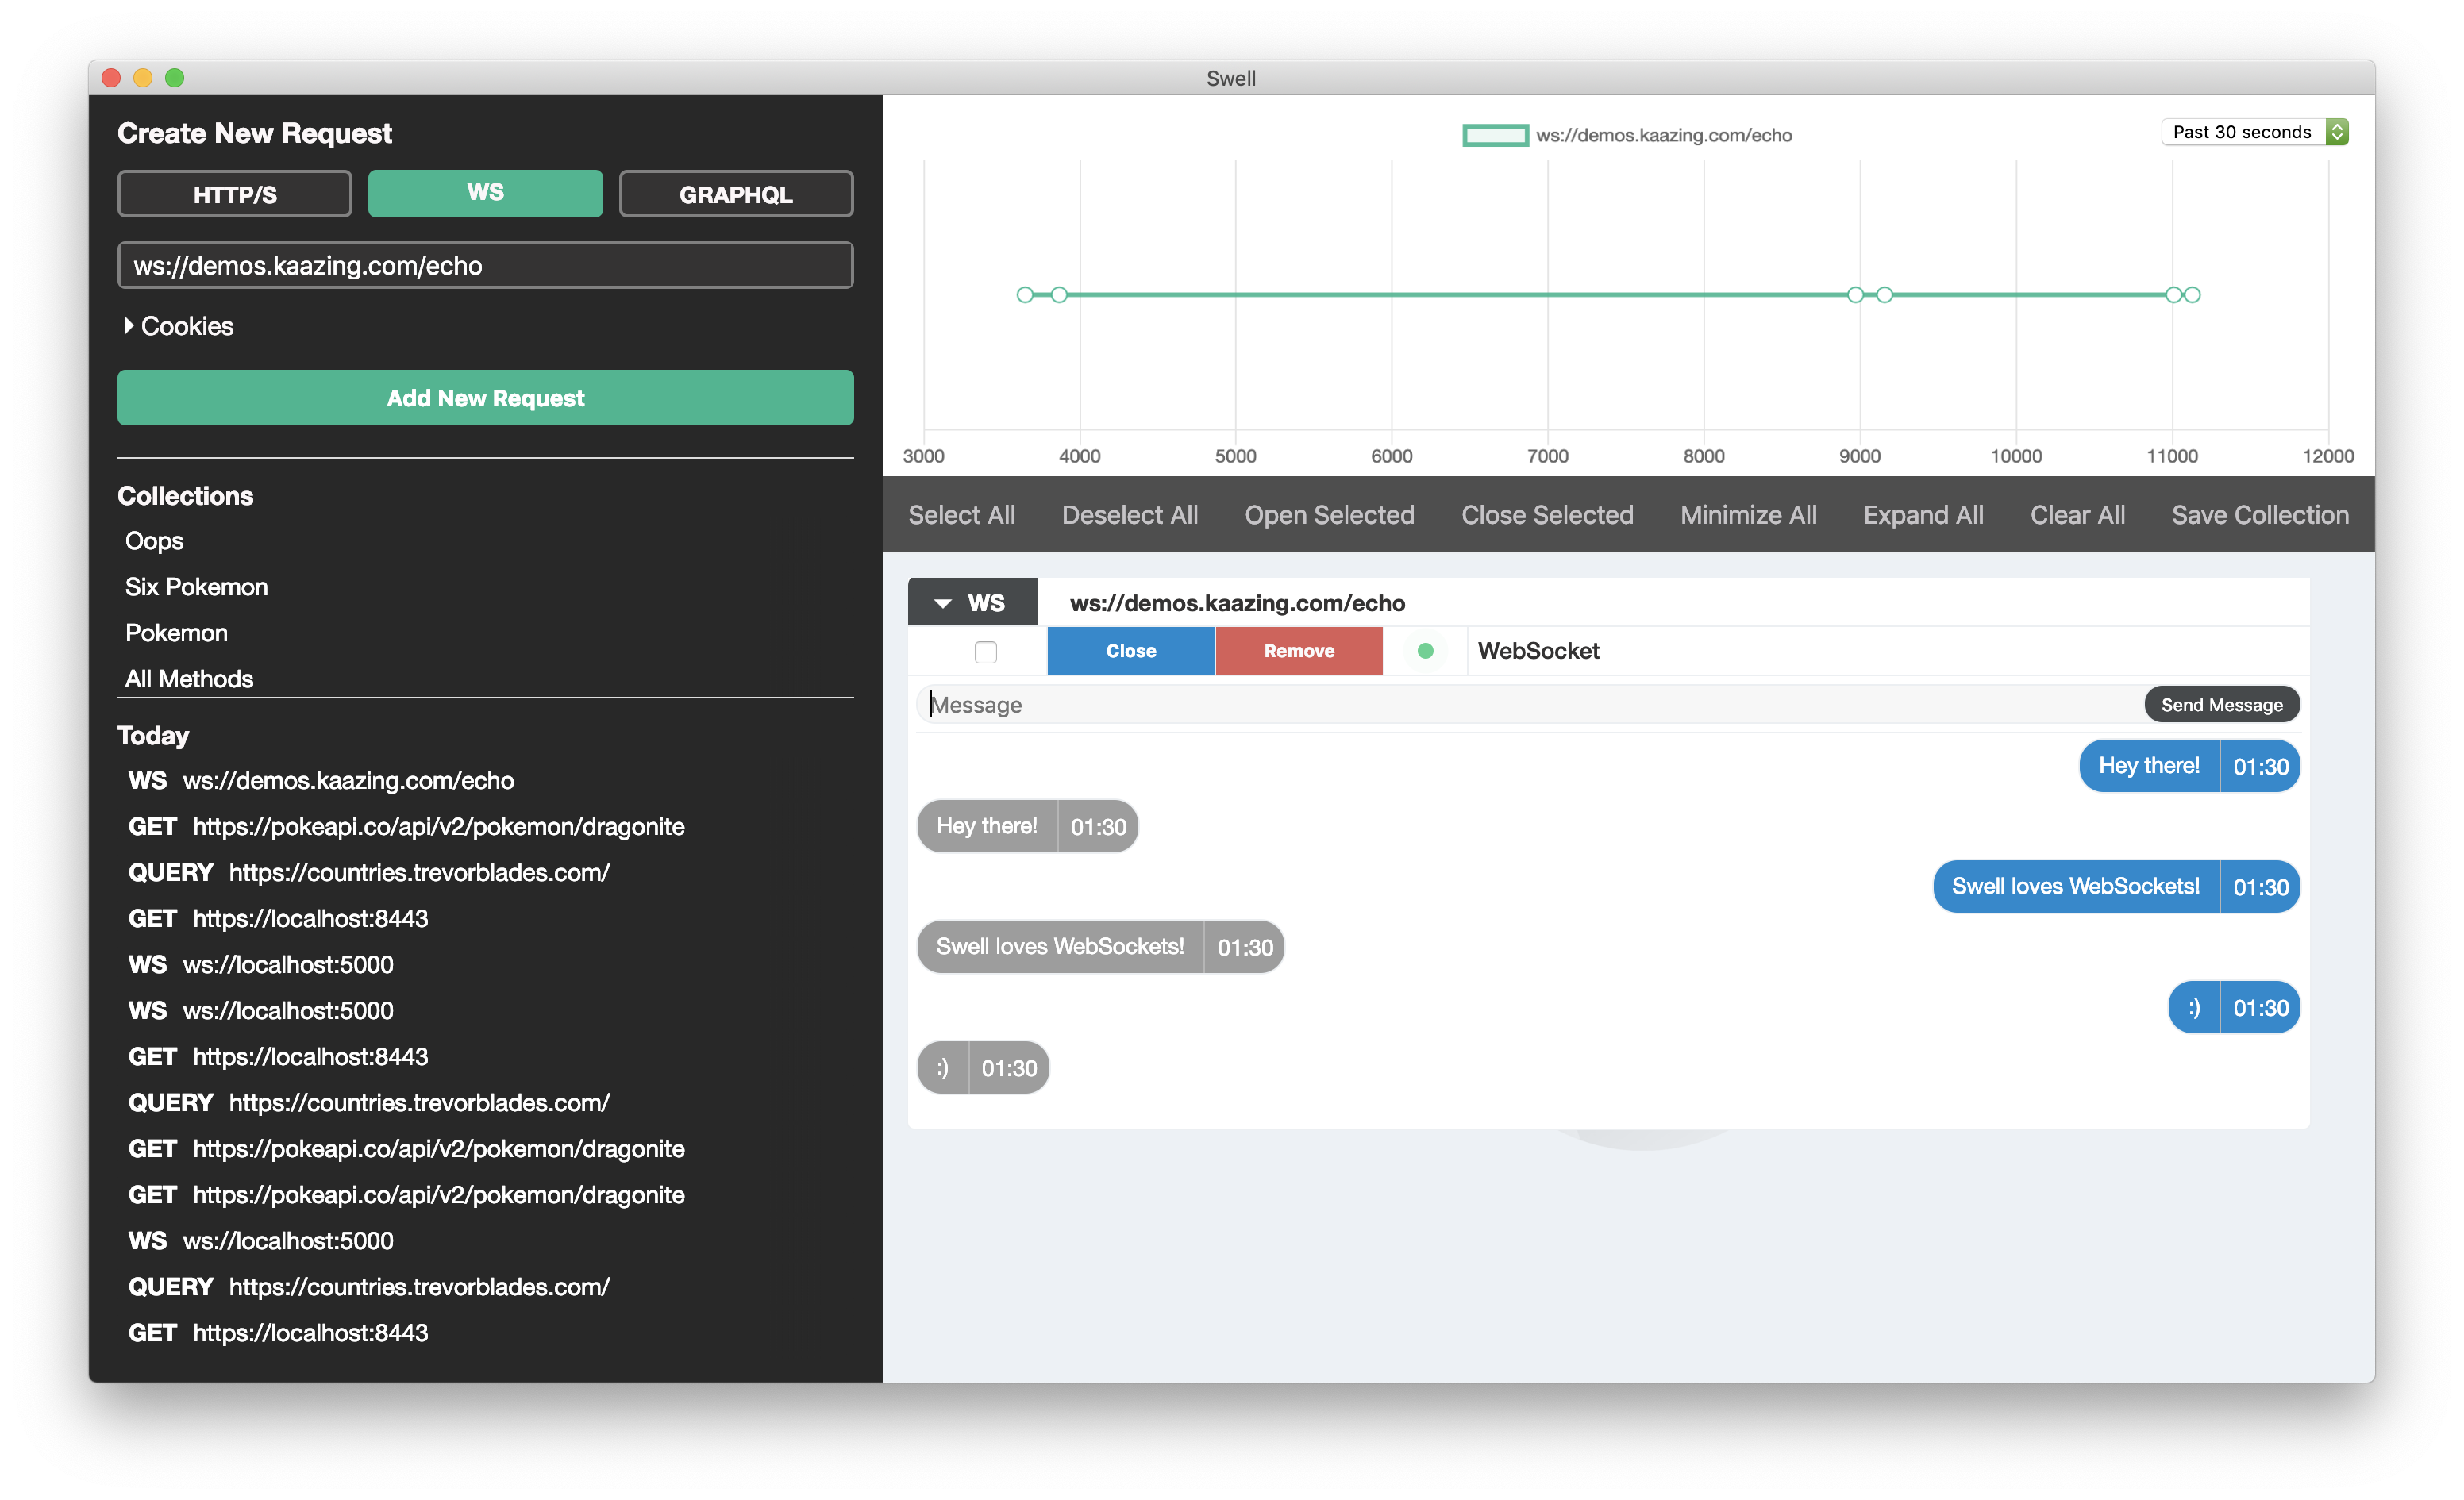 Swell
Create New Request
HTTP/S WS GRAPHQL
ws://demos.kaazing.com/echo
Cookies
Add New Request
Collections
Oops
Six Pokemon
Pokemon
All Methods
Today
WS ws://demos.kaazing.com/echo
GET https://pokeapi.co/api/v2/pokemon/dragonite
QUERY https://countries.trevorblades.com/
GET https://localhost:8443
WS ws://localhost:5000
WS ws://localhost:5000
GET https://localhost:8443
QUERY https://countries.trevorblades.com/
GET https://pokeapi.co/api/v2/pokemon/dragonite
GET https://pokeapi.co/api/v2/pokemon/dragonite
WS ws://localhost:5000
QUERY https://countries.trevorblades.com/
GET https://localhost:8443
ws://demos.kaazing.com/echo
Past 30 seconds
3000 4000 5000 6000 7000 8000 9000 10000 11000 12000
Select All Deselect All Open Selected Close Selected Minimize All Expand All Clear All Save Collection
WS ws://demos.kaazing.com/echo
Close Remove WebSocket
Message Send Message
Hey there! 01:30
Hey there! 01:30
Swell loves WebSockets! 01:30
Swell loves WebSockets! 01:30
:) 01:30
:) 01:30